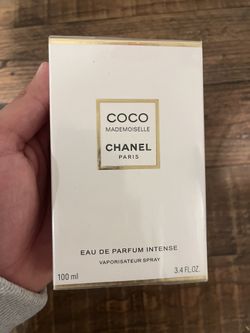 COCO
MADEMOISELLE
CHANEL
PARIS
EAU DE PARFUM INTENSE
VAPORISATEUR SPRAY
100 ml 3.4 FL.OZ.